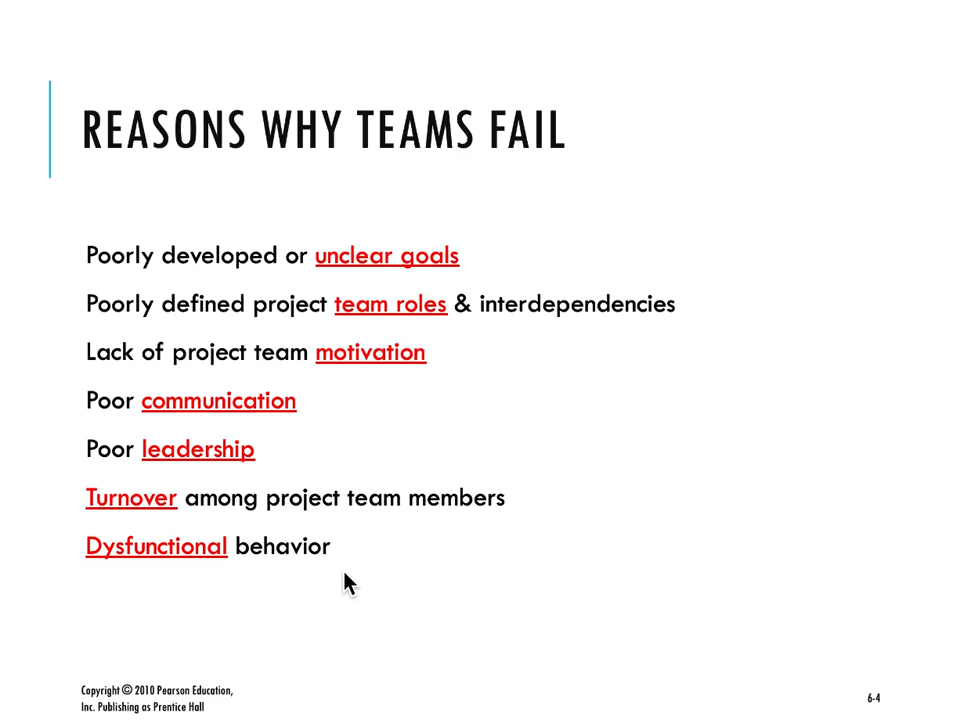 REASONS WHY TEAMS FAIL
Poorly developed or unclear goals
Poorly defined project team roles & interdependencies
Lack of project team motivation
Poor communication
Poor leadership
Turnover among project team members
Dysfunctional behavior
Copyright © 2010 Pearson Education,
Inc. Publishing as Prentice Hall
6-4